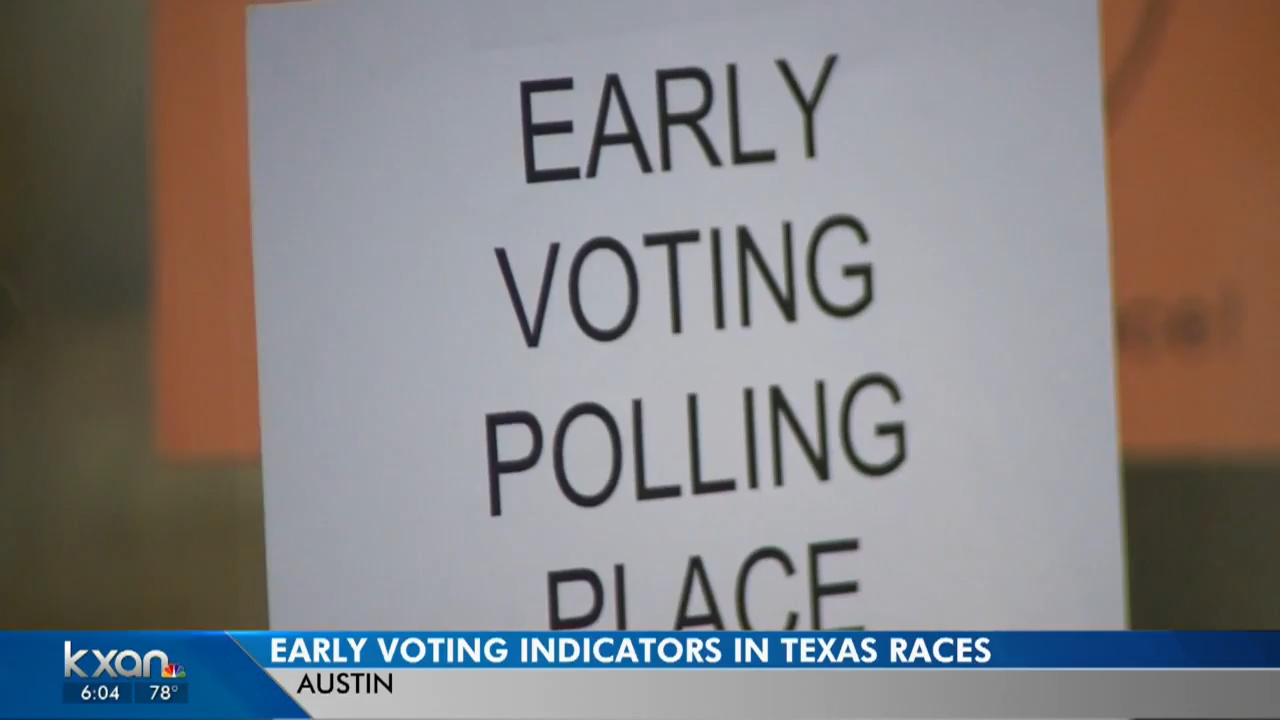 EARLY
VOTING
POLLING
PLACE
kxan
EARLY VOTING INDICATORS IN TEXAS RACES
6:04 78°
AUSTIN